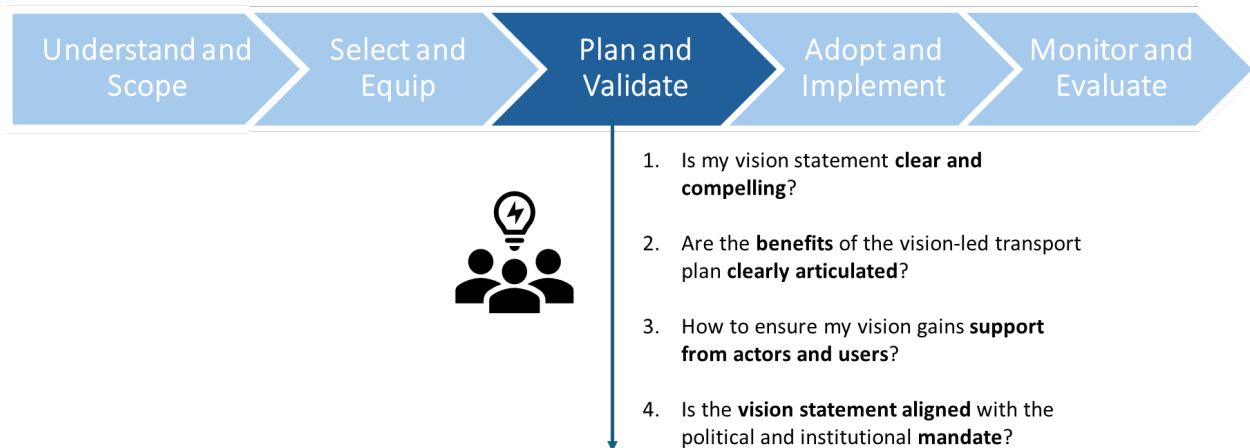 Understand and
Scope
Select and
Equip
Plan and
Validate
Adopt and
Implement
Monitor and
Evaluate
1. Is my vision statement clear and
compelling?
2. Are the benefits of the vision-led transport
plan clearly articulated?
3. How to ensure my vision gains support
from actors and users?
4. Is the vision statement aligned with the
political and institutional mandate?